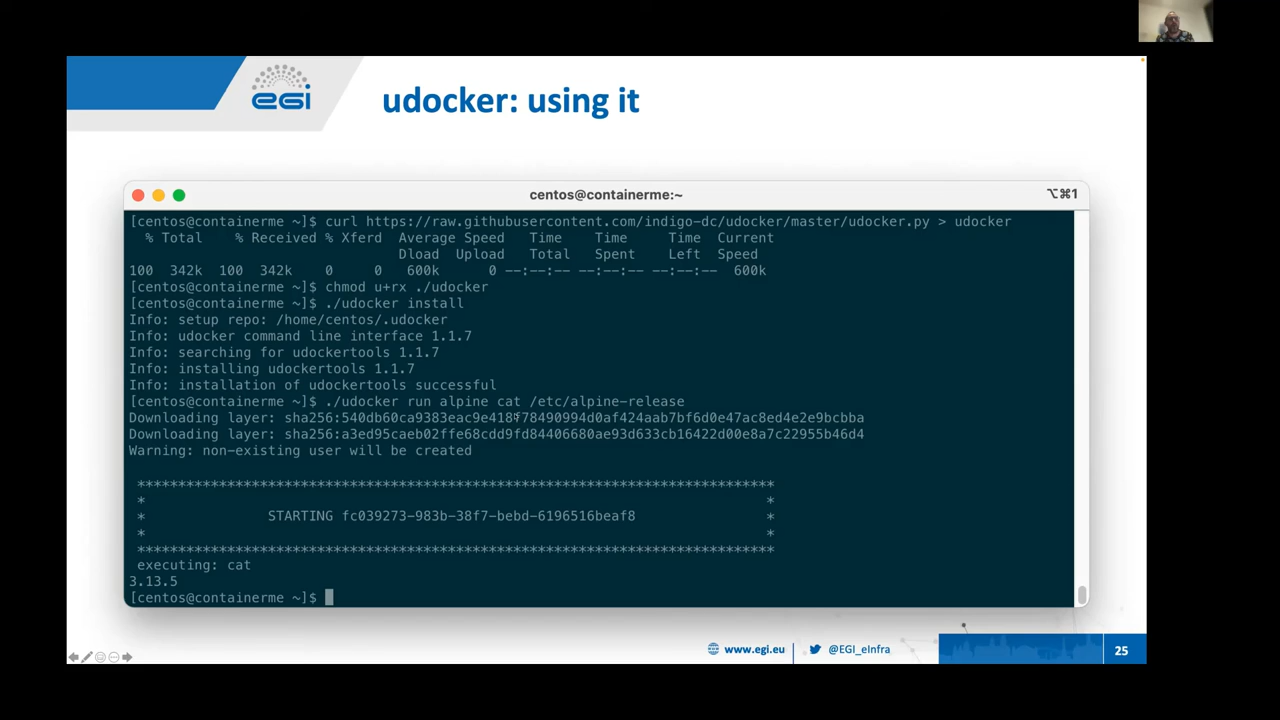 egi
udocker: using it
centos@containerme:~
⌥⌘1
[centos@containerme ~]$ curl https://raw.githubusercontent.com/indigo-dc/udocker/master/udocker.py > udocker
% Total % Received % Xferd Average Speed Time Time Time Current
Dload Upload Total Spent Left Speed
100 342k 100 342k 0 0 600k 0 --:--:-- --:--:-- --:--:-- 600k
[centos@containerme ~]$ chmod u+rx ./udocker
[centos@containerme ~]$ ./udocker install
Info: setup repo: /home/centos/.udocker
Info: udocker command line interface 1.1.7
Info: searching for udockertools 1.1.7
Info: installing udockertools 1.1.7
Info: installation of udockertools successful
[centos@containerme ~]$ ./udocker run alpine cat /etc/alpine-release
Downloading layer: sha256:540db60ca9383eac9e418f78490994d0af424aab7bf6d0e47ac8ed4e2e9bcbba
Downloading layer: sha256:a3ed95caeb02ffe68cdd9fd84406680ae93d633cb16422d00e8a7c22955b46d4
Warning: non-existing user will be created
******************************************************************************
* *
* STARTING fc039273-983b-38f7-bebd-6196516beaf8 *
* *
******************************************************************************
executing: cat
3.13.5
[centos@containerme ~]$
www.egi.eu
@EGI_eInfra
25